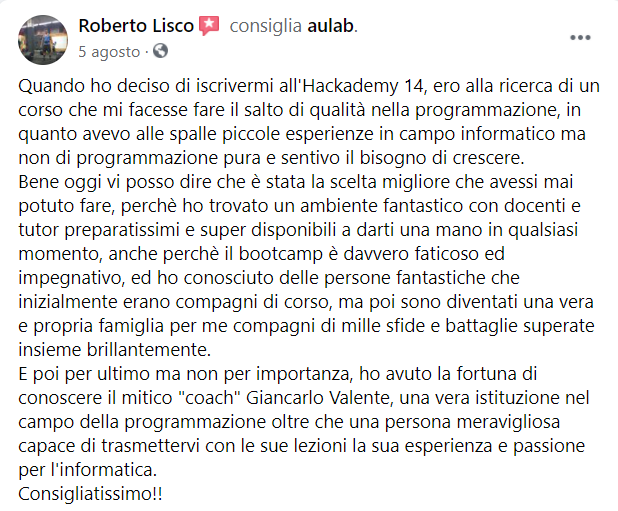 Roberto Lisco consiglia aulab.
5 agosto ·
Quando ho deciso di iscrivermi all'Hackademy 14, ero alla ricerca di un
corso che mi facesse fare il salto di qualità nella programmazione, in
quanto avevo alle spalle piccole esperienze in campo informatico ma
non di programmazione pura e sentivo il bisogno di crescere.
Bene oggi vi posso dire che è stata la scelta migliore che avessi mai
potuto fare, perchè ho trovato un ambiente fantastico con docenti e
tutor preparatissimi e super disponibili a darti una mano in qualsiasi
momento, anche perchè il bootcamp è davvero faticoso ed
impegnativo, ed ho conosciuto delle persone fantastiche che
inizialmente erano compagni di corso, ma poi sono diventati una vera
e propria famiglia per me compagni di mille sfide e battaglie superate
insieme brillantemente.
E poi per ultimo ma non per importanza, ho avuto la fortuna di
conoscere il mitico "coach" Giancarlo Valente, una vera istituzione nel
campo della programmazione oltre che una persona meravigliosa
capace di trasmettervi con le sue lezioni la sua esperienza e passione
per l'informatica.
Consigliatissimo!!